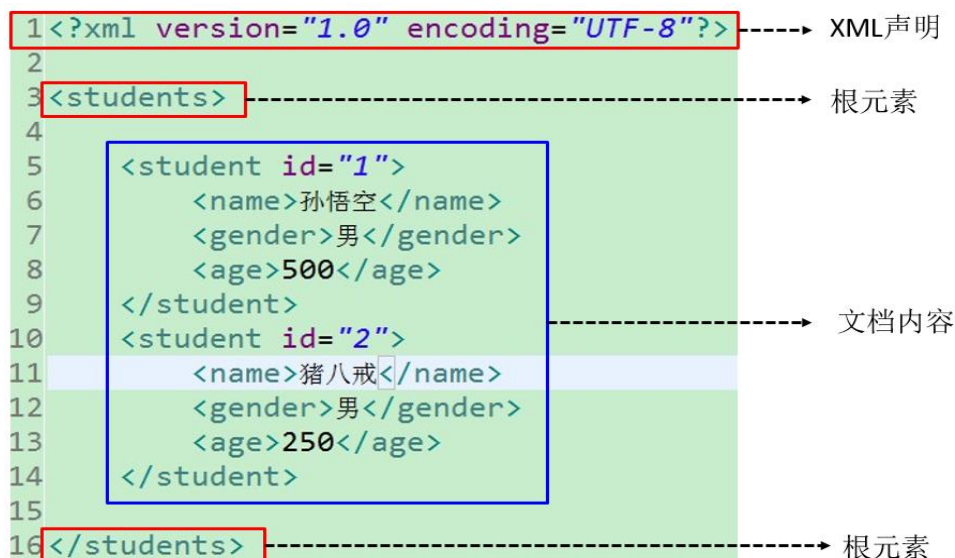 1 <?xml version="1.0" encoding="UTF-8"?> XML声明
2
3 <students> 根元素
4
5 <student id="1">
6 <name>孙悟空</name>
7 <gender>男</gender>
8 <age>500</age>
9 </student>
10 <student id="2"> 文档内容
11 <name>猪八戒</name>
12 <gender>男</gender>
13 <age>250</age>
14 </student>
15
16 </students> 根元素